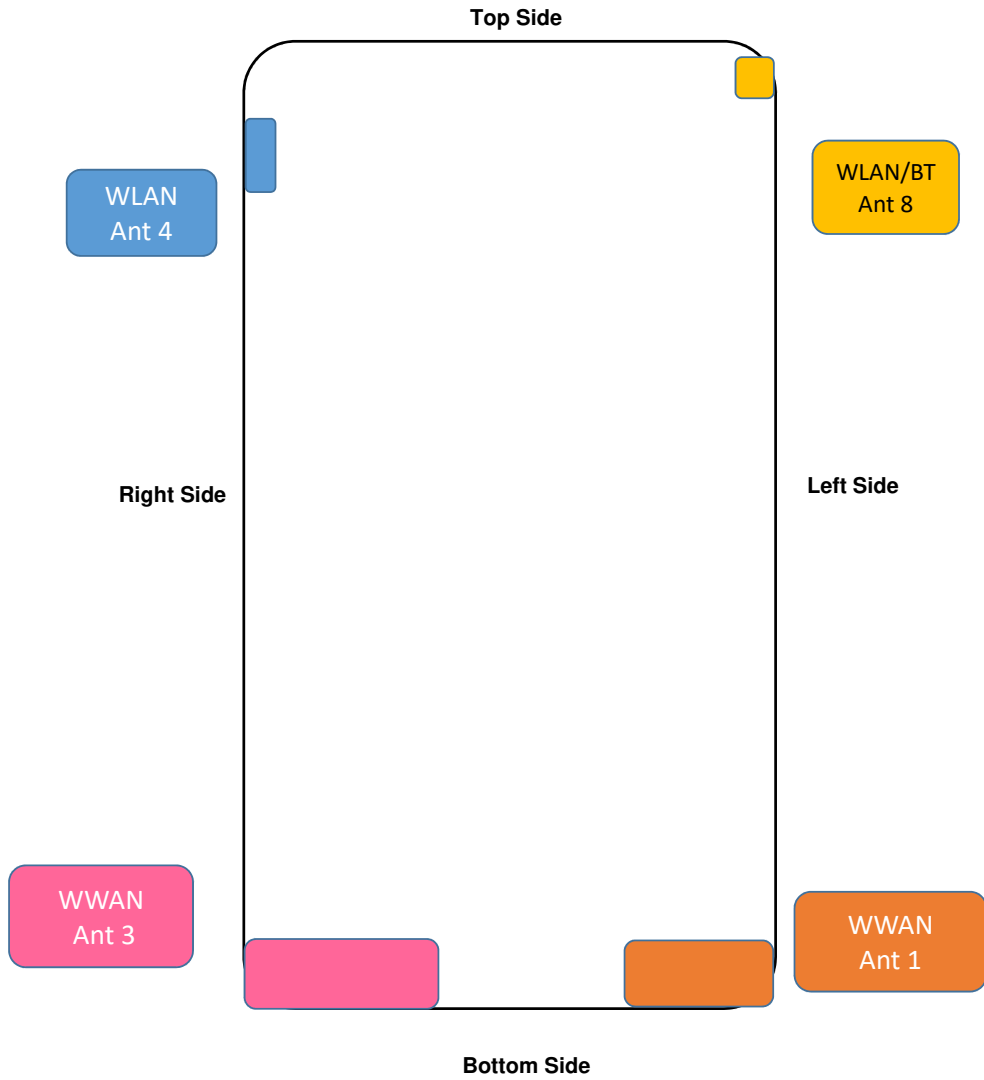 Top Side
WLAN
Ant 4
WLAN/BT
Ant 8
Right Side
Left Side
WWAN
Ant 3
WWAN
Ant 1
Bottom Side